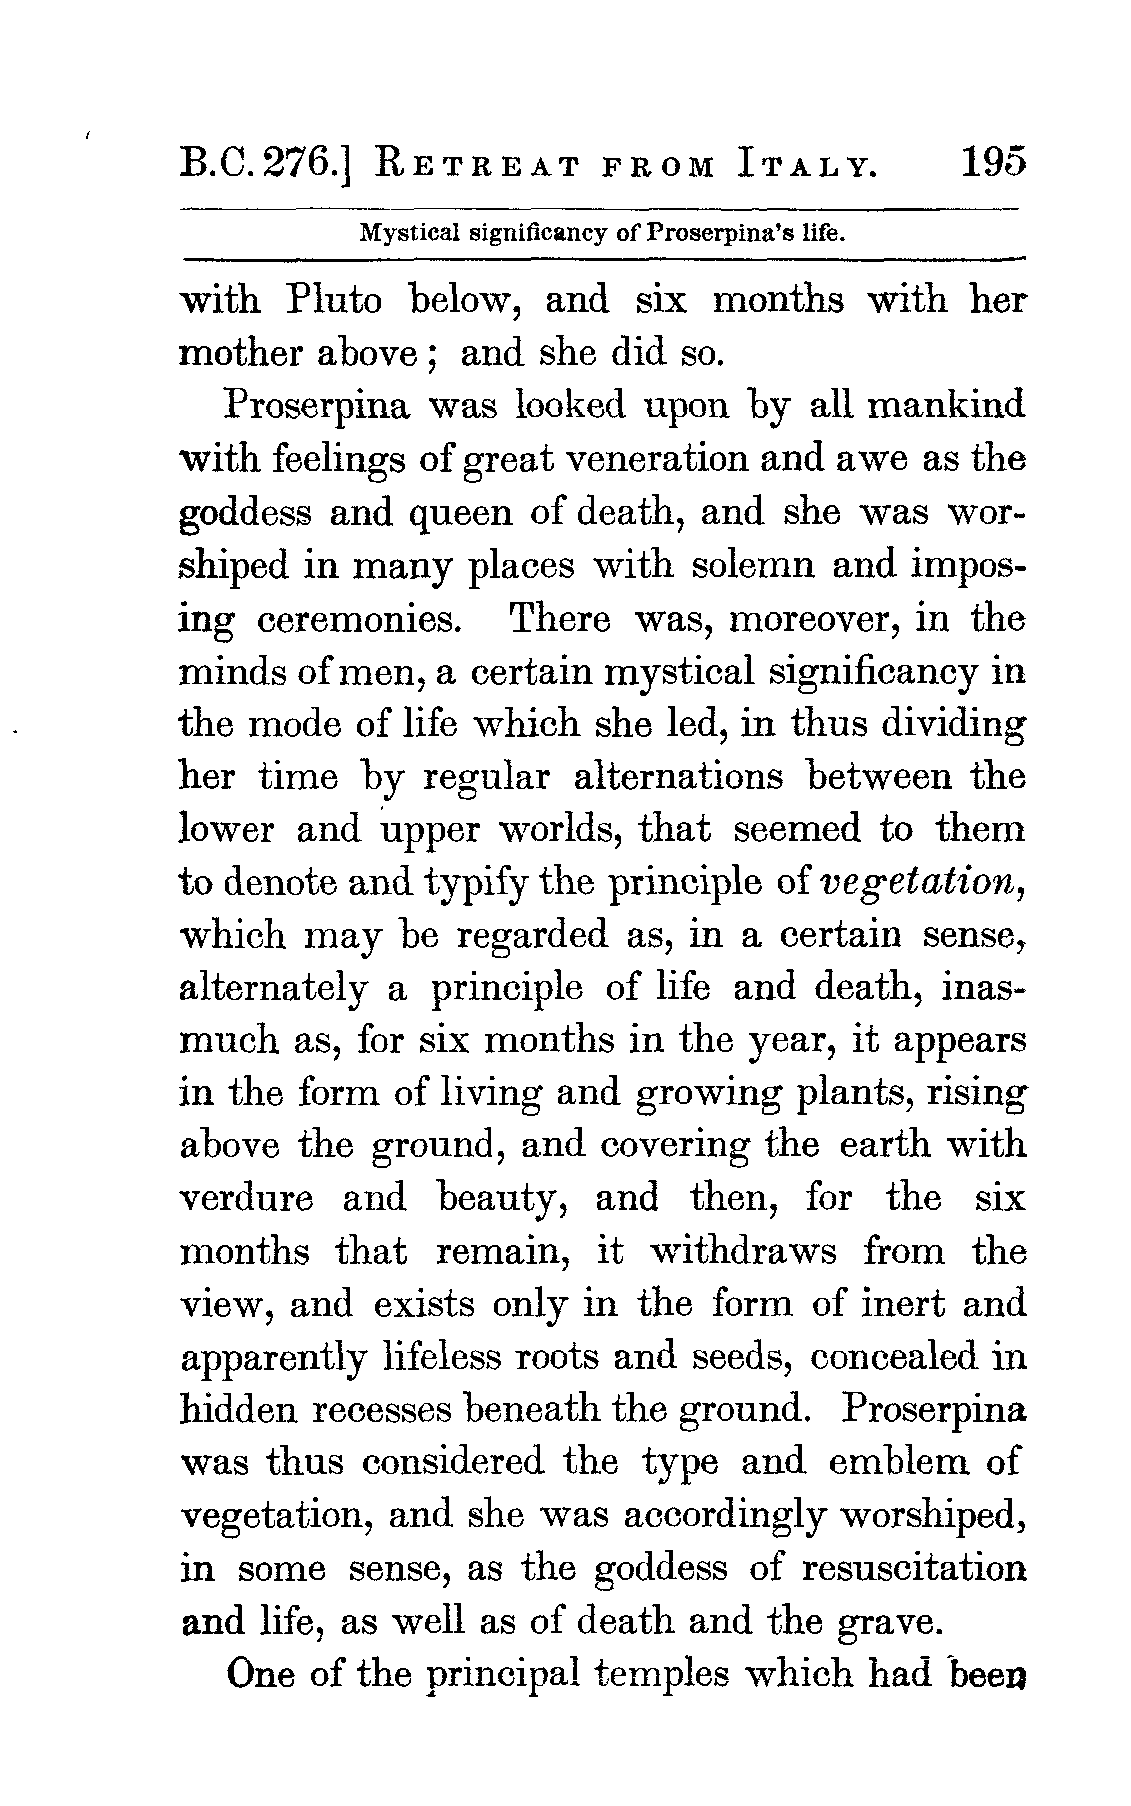 B.C. 276.] RETREAT FROM ITALY. 195
Mystical significancy of Proserpina's life.
with Pluto below, and six months with her
mother above; and she did so.
Proserpina was looked upon by all mankind
with feelings of great veneration and awe as the
goddess and queen of death, and she was wor-
shiped in many places with solemn and impos-
ing ceremonies. There was, moreover, in the
minds of men, a certain mystical significancy in
the mode of life which she led, in thus dividing
her time by regular alternations between the
lower and upper worlds, that seemed to them
to denote and typify the principle of vegetation,
which may be regarded as, in a certain sense,
alternately a principle of life and death, inas-
much as, for six months in the year, it appears
in the form of living and growing plants, rising
above the ground, and covering the earth with
verdure and beauty, and then, for the six
months that remain, it withdraws from the
view, and exists only in the form of inert and
apparently lifeless roots and seeds, concealed in
hidden recesses beneath the ground. Proserpina
was thus considered the type and emblem of
vegetation, and she was accordingly worshiped,
in some sense, as the goddess of resuscitation
and life, as well as of death and the grave.
One of the principal temples which had been